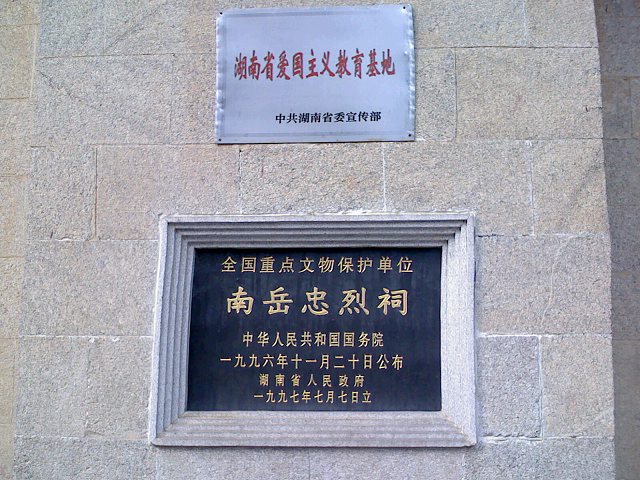 湖南省爱国主义教育基地
中共湖南省委宣传部
全国重点文物保护单位
南岳忠烈祠
中华人民共和国国务院
一九九六年十一月二十日公布
湖南省人民政府
一九九七年七月七日立